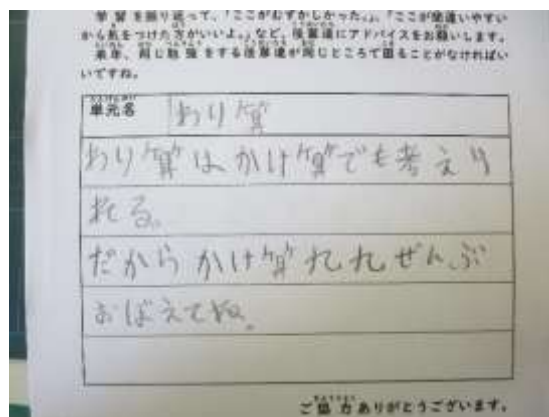 学習を振り返って、「ここがむずかしかった。」、「ここが間違いやすい
から気をつけた方がいいよ。」など、後輩達にアドバイスをお願いします。
来年、同じ勉強をする後輩達が同じところで困ることがなければい
いですね。
単元名 わり算
わり算はかけ算でも考えら
れる。
だからかけ算九九ぜんぶ
おぼえてね。
ご協力ありがとうございます。